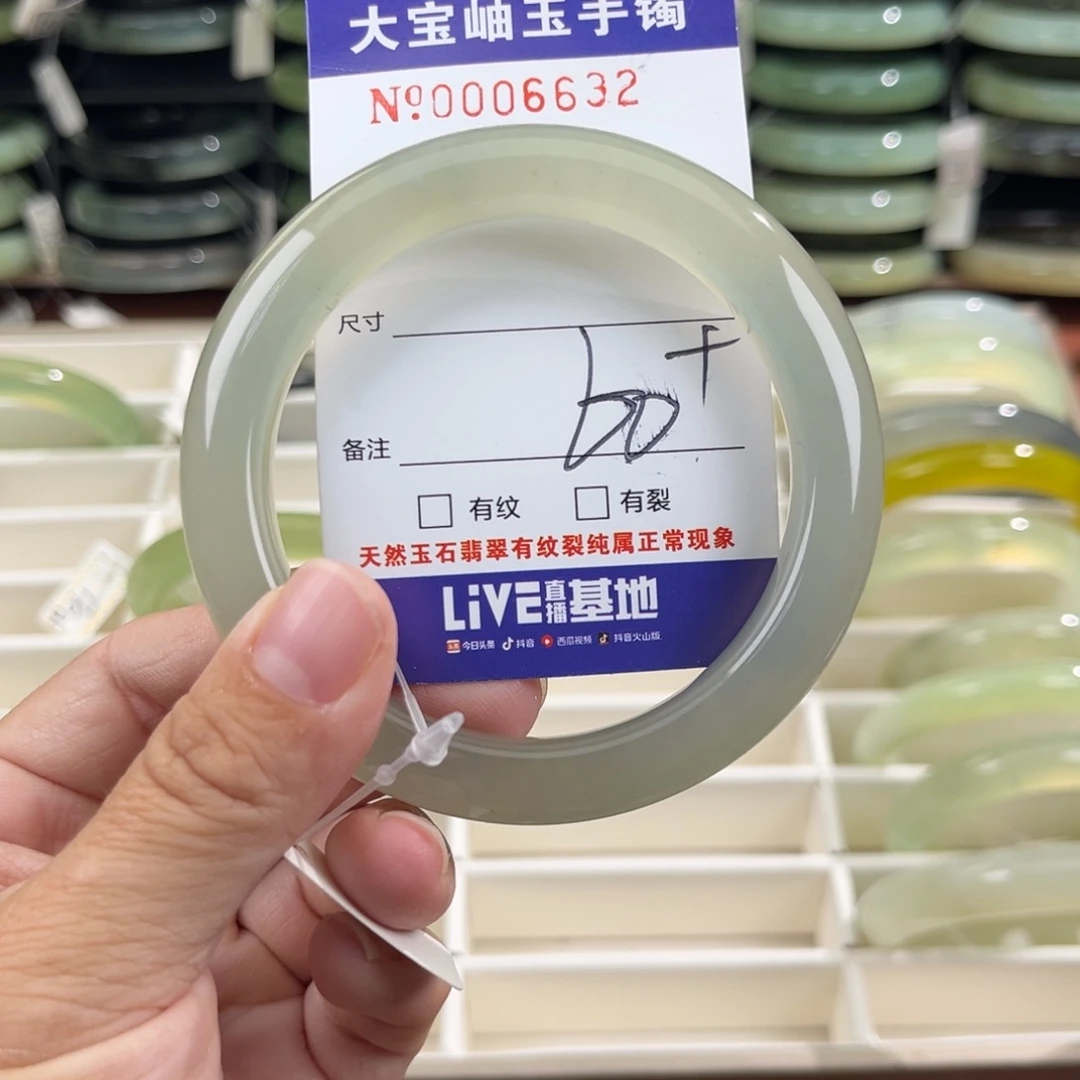 大宝岫玉手镯
Nº0006632
尺寸
60+
备注
有纹 有裂
天然玉石翡翠有纹裂纯属正常现象
LiVE直播基地
今日头条 抖音 西瓜视频 抖音火山版